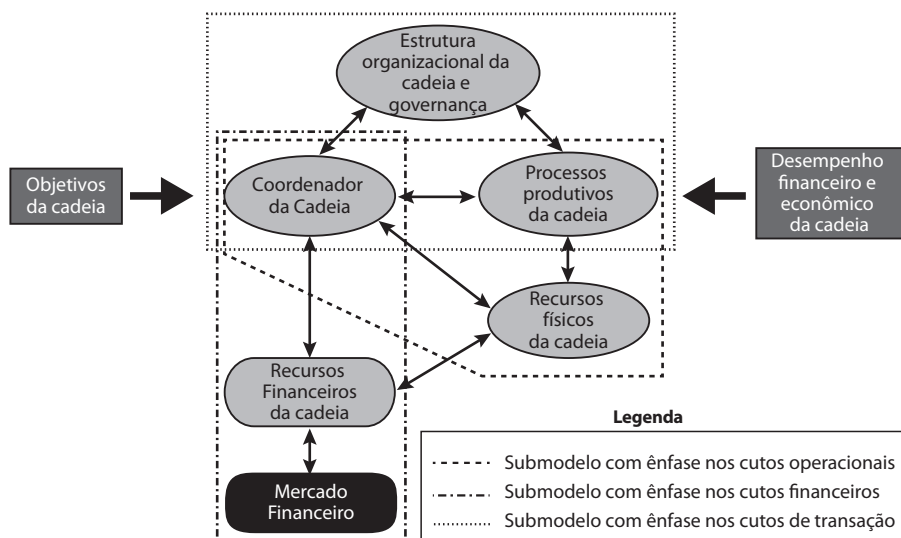 Estrutura
organizacional da
cadeia e
governança
Objetivos
da cadeia
Coordenador
da Cadeia
Processos
produtivos
da cadeia
Desempenho
financeiro e
econômico
da cadeia
Recursos
físicos
da cadeia
Recursos
Financeiros
da cadeia
Mercado
Financeiro
Legenda
Submodelo com ênfase nos cutos operacionais
Submodelo com ênfase nos cutos financeiros
Submodelo com ênfase nos cutos de transação